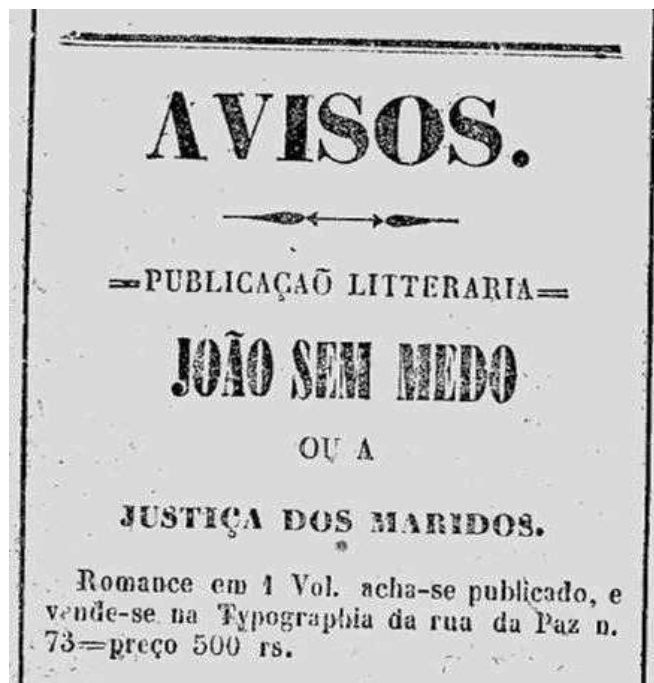 AVISOS.
=PUBLICAÇAÕ LITTERARIA=
JOÃO SEM MEDO
OU A
JUSTIÇA DOS MARIDOS.
Romance em 1 Vol. acha-se publicado, e
vende-se na Typographia da rua da Paz n.
73=preço 500 rs.